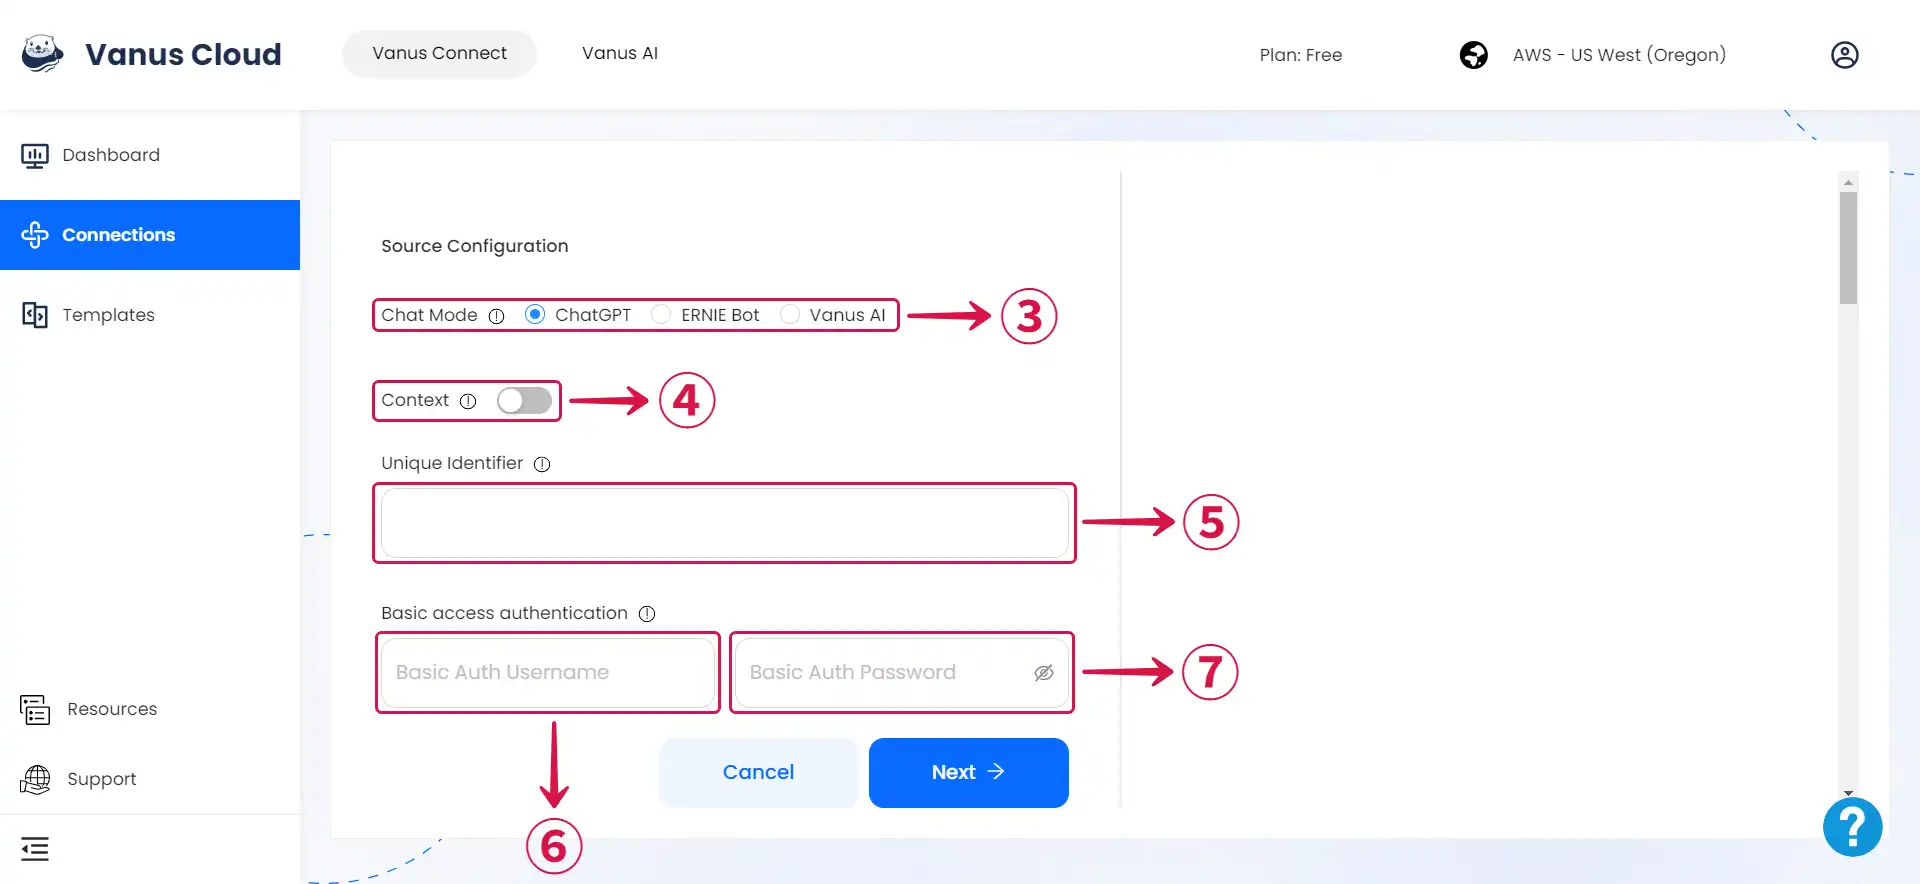 Vanus Cloud
Vanus Connect
Vanus AI
Plan: Free
AWS - US West (Oregon)
Dashboard
Connections
Templates
Resources
Support
Source Configuration
Chat Mode ChatGPT ERNIE Bot Vanus AI
3
Context
4
Unique Identifier
5
Basic access authentication
Basic Auth Username
Basic Auth Password
7
Cancel
Next →
6
?